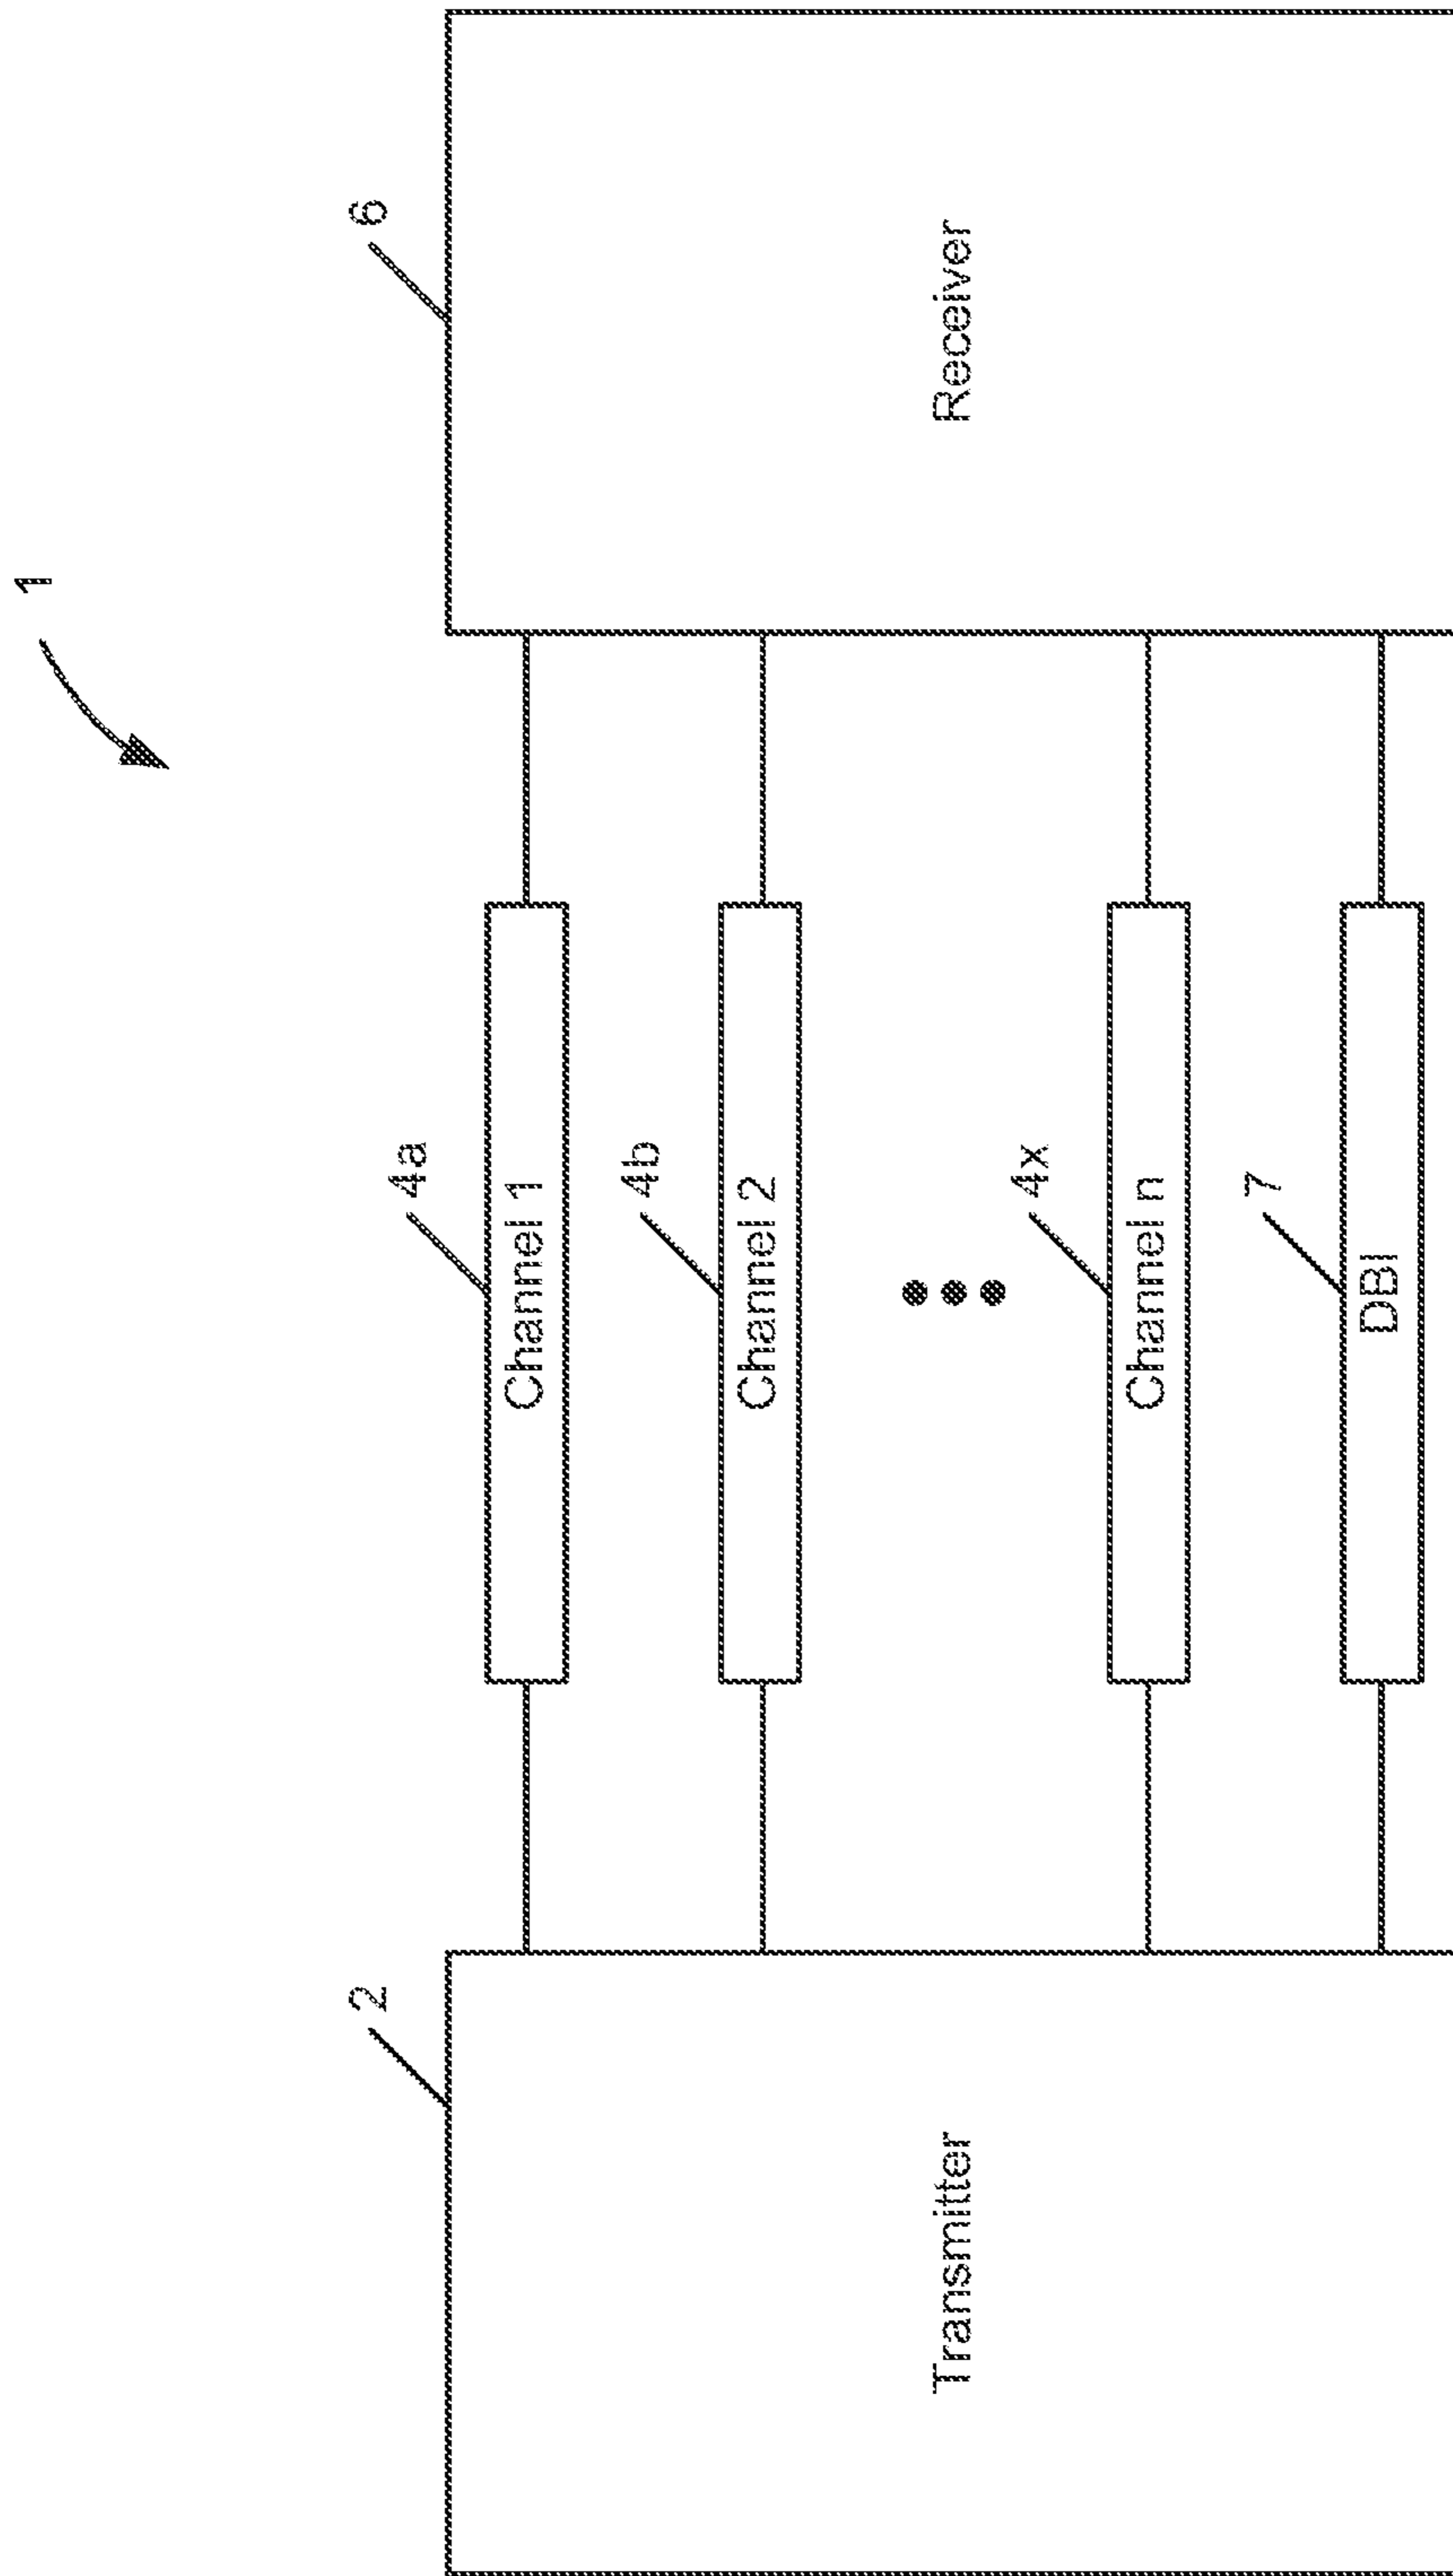 1
2
6
Transmitter
Receiver
4a
Channel 1
4b
Channel 2
4x
Channel n
7
DBI